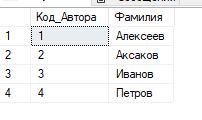 Код_Автора Фамилия
1 1 Алексеев
2 2 Аксаков
3 3 Иванов
4 4 Петров